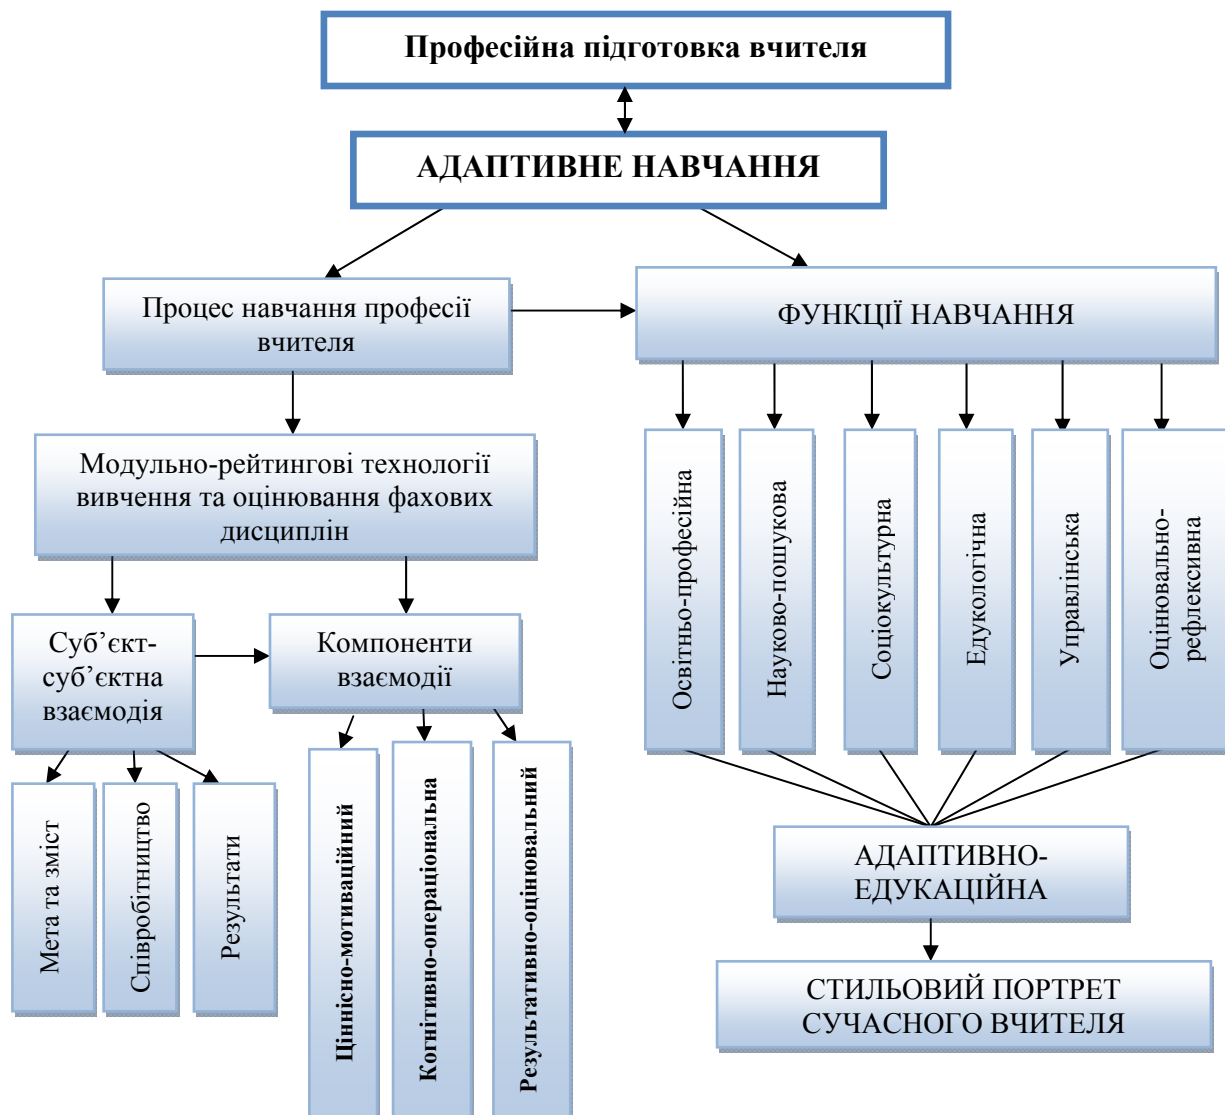 Професійна підготовка вчителя
АДАПТИВНЕ НАВЧАННЯ
Процес навчання професії
вчителя
ФУНКЦІЇ НАВЧАННЯ
Модульно-рейтингові технології
вивчення та оцінювання фахових
дисциплін
Освітньо-професійна
Науково-пошукова
Соціокультурна
Едукологічна
Управлінська
Оцінювально-
рефлексивна
Суб’єкт-
суб’єктна
взаємодія
Компоненти
взаємодії
Мета та зміст
Співробітництво
Результати
Ціннісно-мотиваційний
Когнітивно-операціональна
Результативно-оцінювальний
АДАПТИВНО-
ЕДУКАЦІЙНА
СТИЛЬОВИЙ ПОРТРЕТ
СУЧАСНОГО ВЧИТЕЛЯ